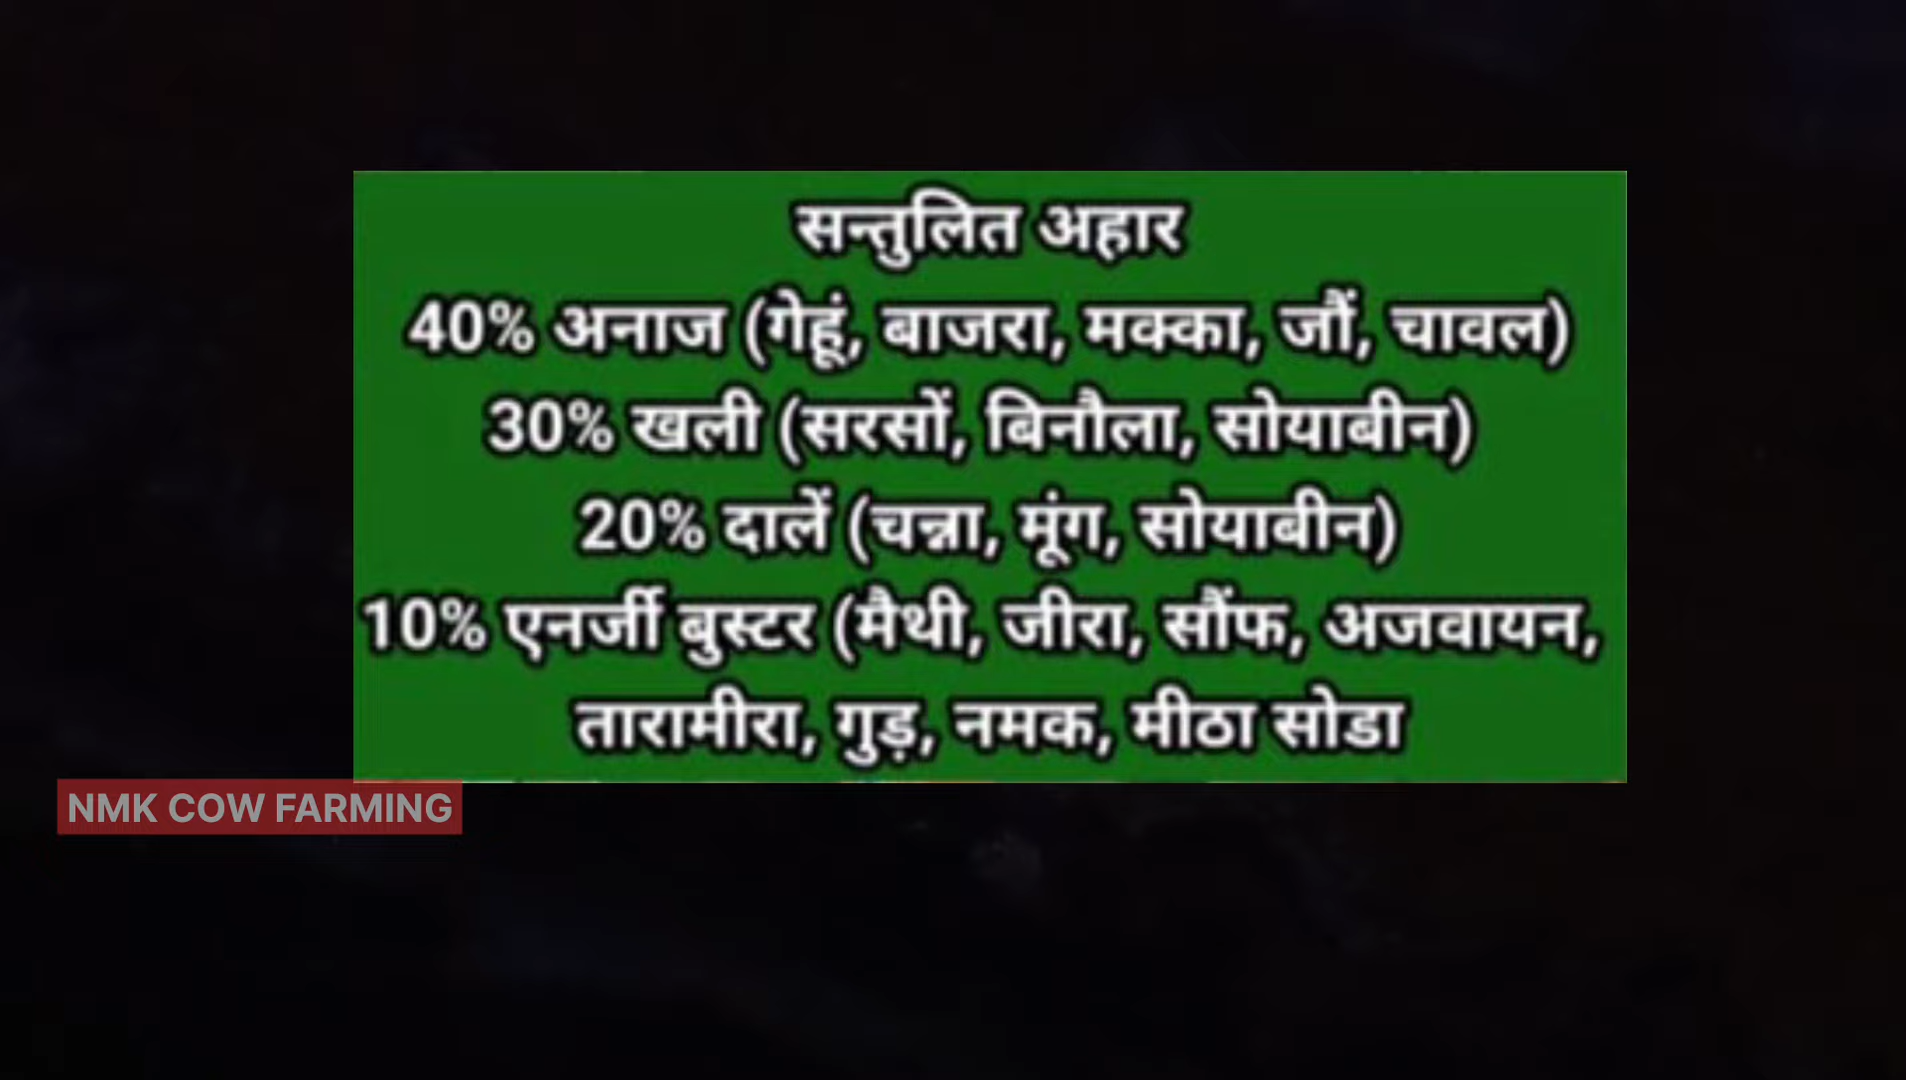 सन्तुलित अहार
40% अनाज (गेहूं, बाजरा, मक्का, जौं, चावल)
30% खली (सरसों, बिनौला, सोयाबीन)
20% दालें (चन्ना, मूंग, सोयाबीन)
10% एनर्जी बुस्टर (मैथी, जीरा, सौंफ, अजवायन,
तारामीरा, गुड़, नमक, मीठा सोडा
NMK COW FARMING